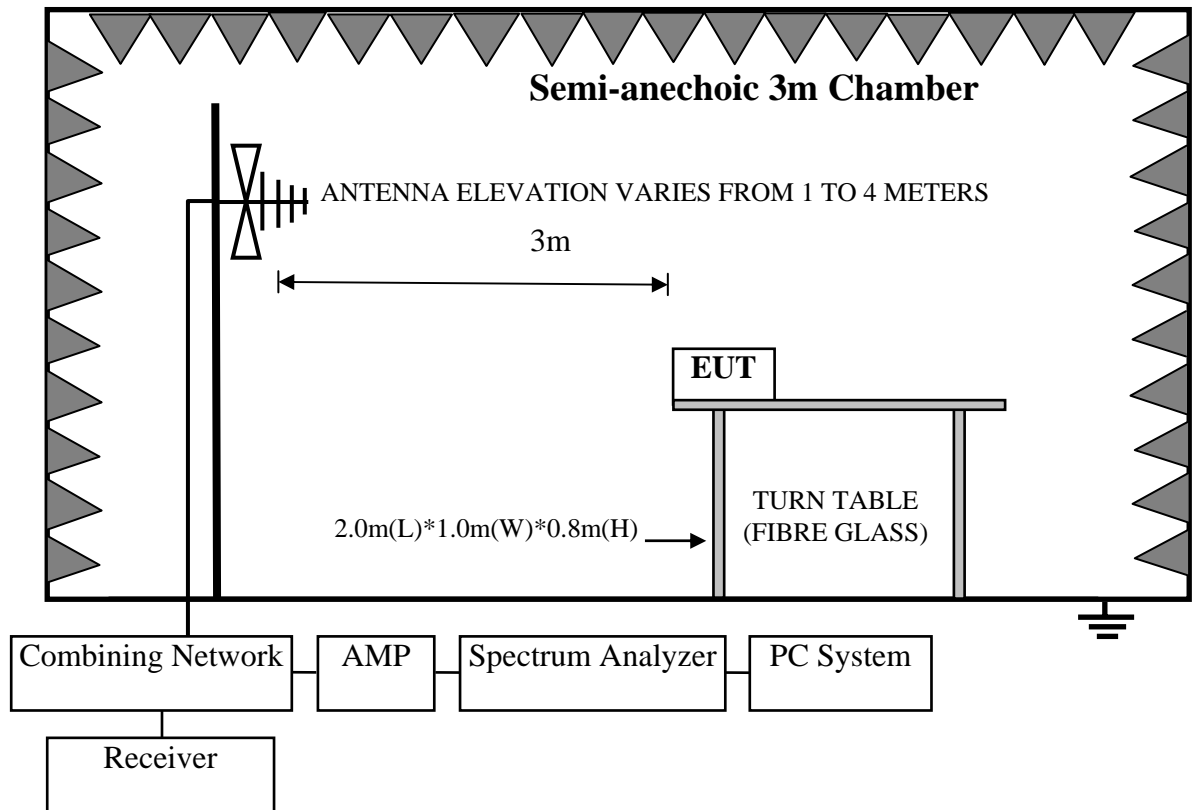 Semi-anechoic 3m Chamber
ANTENNA ELEVATION VARIES FROM 1 TO 4 METERS
3m
EUT
TURN TABLE
(FIBRE GLASS)
2.0m(L)*1.0m(W)*0.8m(H)
Combining Network
AMP
Spectrum Analyzer
PC System
Receiver